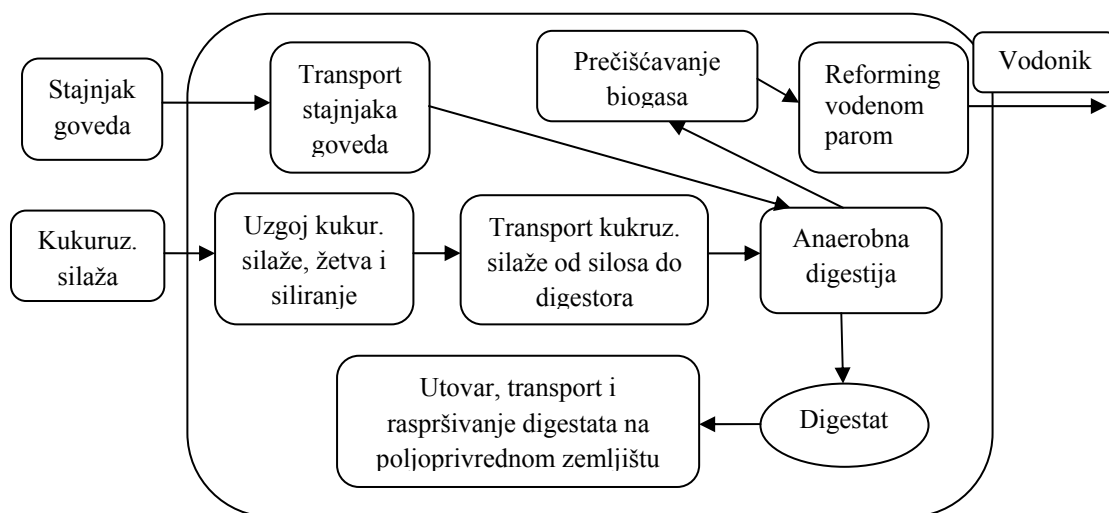 Stajnjak
goveda
Transport
stajnjaka
goveda
Prečišćavanje
biogasa
Reforming
vodenom
parom
Vodonik
Kukuruz.
silaža
Uzgoj kukur.
silaže, žetva i
siliranje
Transport kukruz.
silaže od silosa do
digestora
Anaerobna
digestija
Utovar, transport i
raspršivanje digestata na
poljoprivrednom zemljištu
Digestat